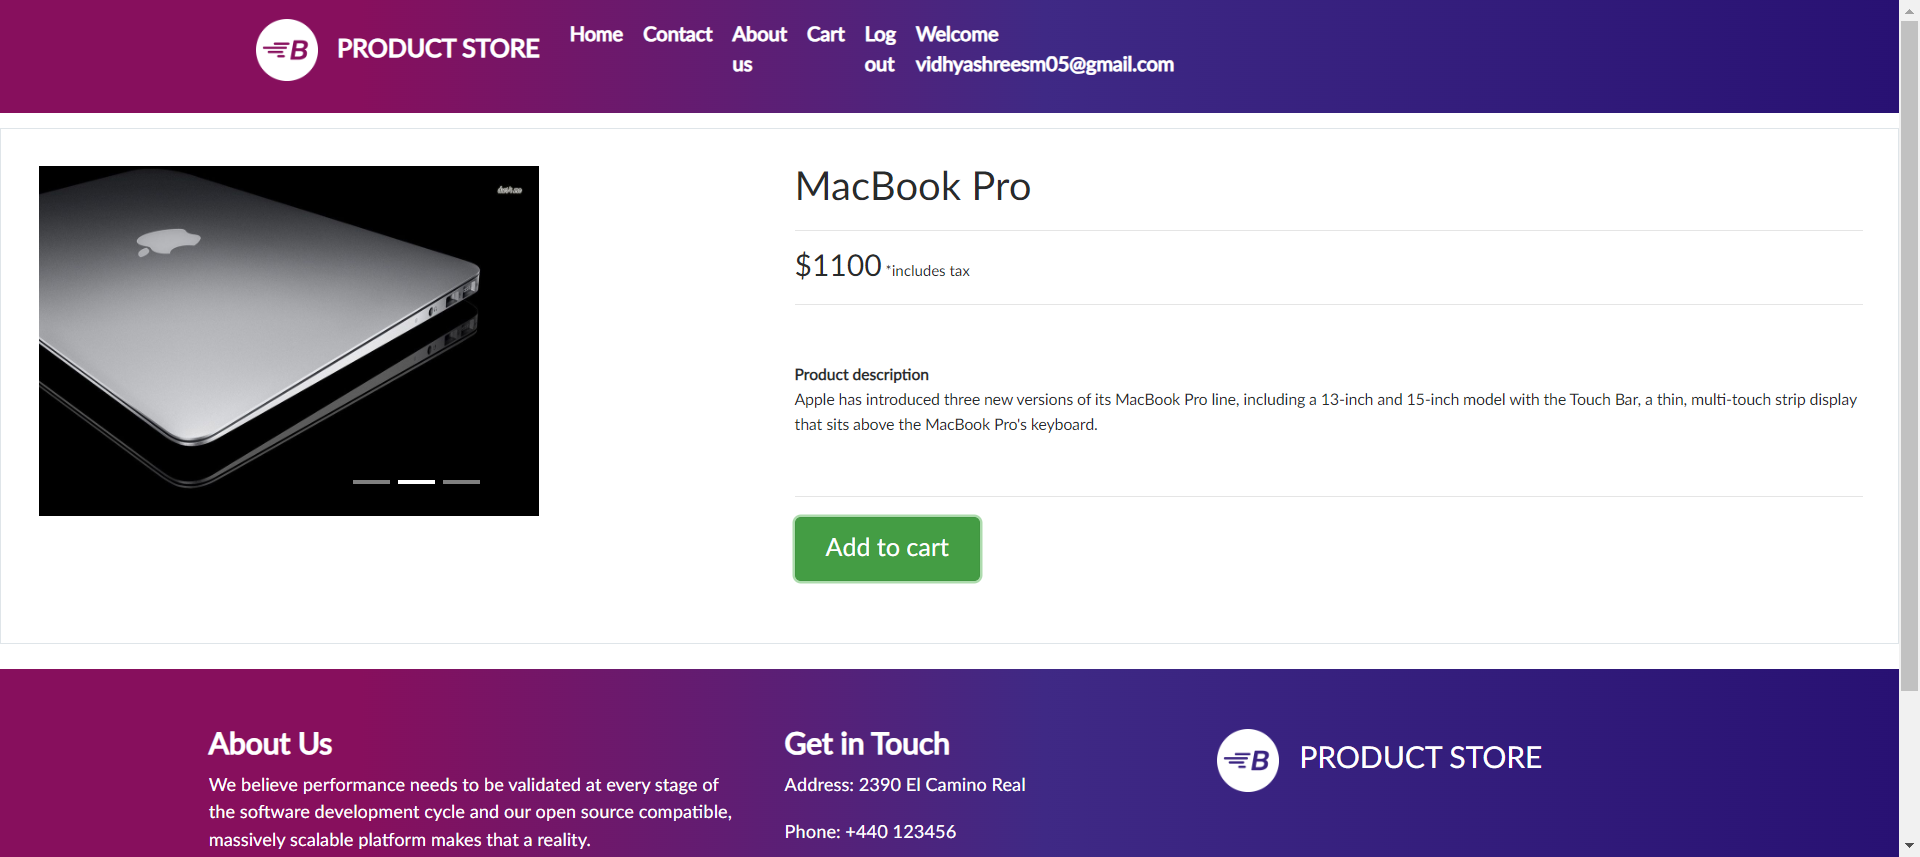 B PRODUCT STORE
Home Contact About us Cart Log out Welcome vidhyashreesm05@gmail.com
MacBook Pro
$1100 *includes tax
Product description
Apple has introduced three new versions of its MacBook Pro line, including a 13-inch and 15-inch model with the Touch Bar, a thin, multi-touch strip display
that sits above the MacBook Pro's keyboard.
Add to cart
About Us
We believe performance needs to be validated at every stage of
the software development cycle and our open source compatible,
massively scalable platform makes that a reality.
Get in Touch
Address: 2390 El Camino Real
Phone: +440 123456
B PRODUCT STORE